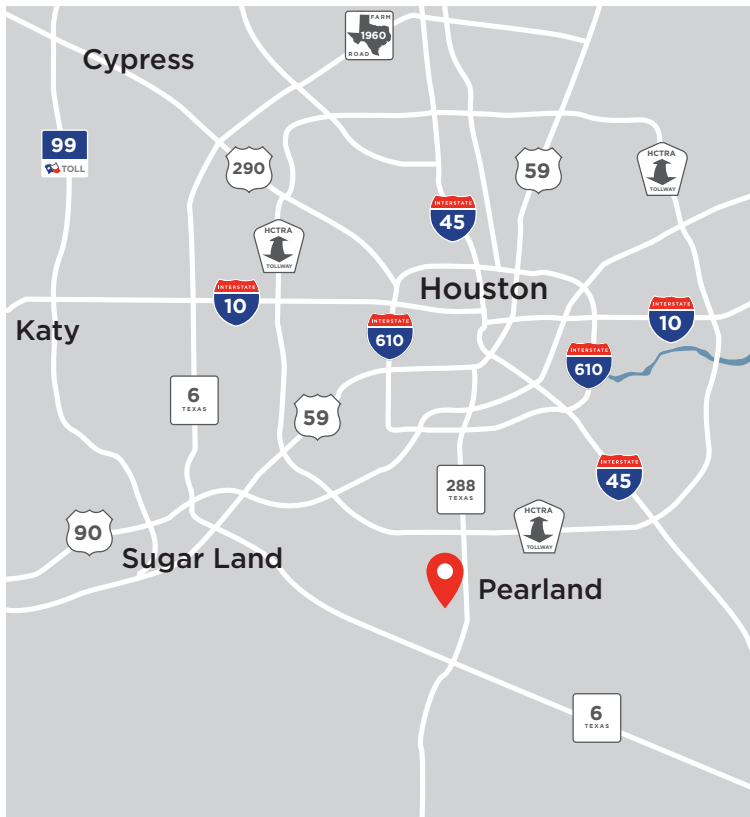 FARM
1960
ROAD
Cypress
99
TOLL
290
59
HCTRA
TOLLWAY
INTERSTATE
45
HCTRA
TOLLWAY
Houston
INTERSTATE
10
INTERSTATE
10
Katy
INTERSTATE
610
INTERSTATE
610
6
TEXAS
59
INTERSTATE
45
288
TEXAS
HCTRA
TOLLWAY
90
Sugar Land
Pearland
6
TEXAS